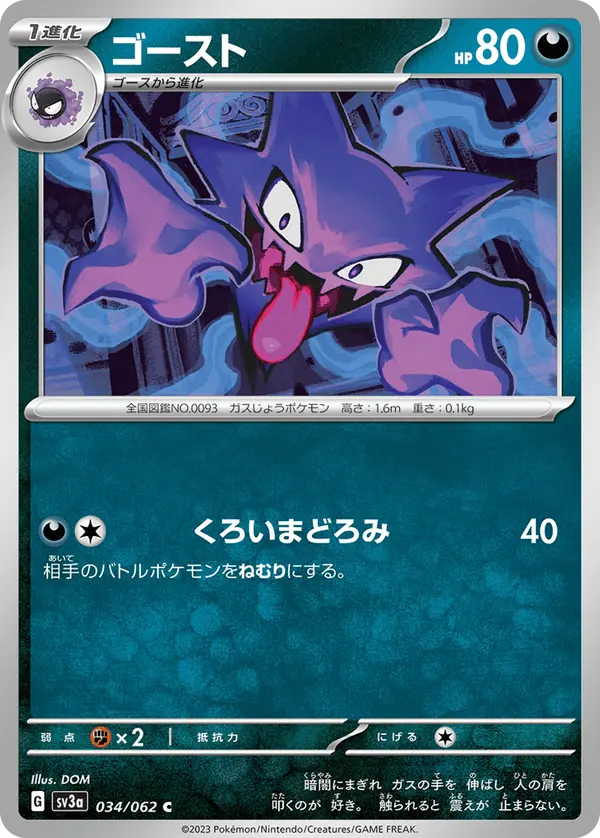 1進化
ゴースト
HP80
ゴースから進化
全国図鑑NO.0093 ガスじょうポケモン 高さ:1.6m 重さ:0.1kg
くろいまどろみ 40
相手のバトルポケモンをねむりにする。
弱点 ×2 抵抗力 にげる
Illus. DOM
G sv3a 034/062 C
暗闇にまぎれ ガスの手を 伸ばし 人の肩を
叩くのが 好き。 触られると 震えが 止まらない。
©2023 Pokémon/Nintendo/Creatures/GAME FREAK.